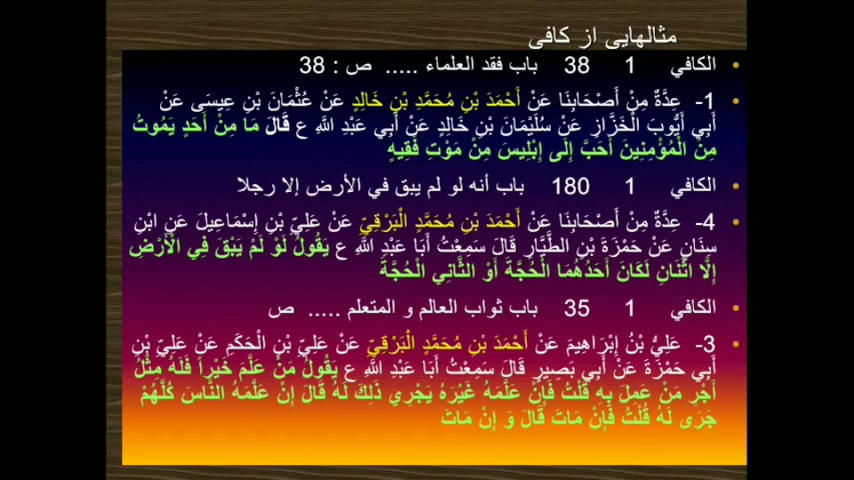 مثالهایی از کافی
الكافي 1 38 باب فقد العلماء ..... ص : 38
1- عِدَّةٌ مِنْ أَصْحَابِنَا عَنْ أَحْمَدَ بْنِ مُحَمَّدِ بْنِ خَالِدٍ عَنْ عُثْمَانَ بْنِ عِيسَى عَنْ
أَبِي أَيُّوبَ الْخَزَّازِ عَنْ سُلَيْمَانَ بْنِ خَالِدٍ عَنْ أَبِي عَبْدِ اللَّهِ ع قَالَ مَا مِنْ أَحَدٍ يَمُوتُ
مِنَ الْمُؤْمِنِينَ أَحَبَّ إِلَى إِبْلِيسَ مِنْ مَوْتِ فَقِيهٍ
الكافي 1 180 باب أنه لو لم يبق في الأرض إلا رجلا
4- عِدَّةٌ مِنْ أَصْحَابِنَا عَنْ أَحْمَدَ بْنِ مُحَمَّدٍ الْبَرْقِيِّ عَنْ عَلِيِّ بْنِ إِسْمَاعِيلَ عَنِ ابْنِ
سِنَانٍ عَنْ حَمْزَةَ بْنِ الطَّيَّارِ قَالَ سَمِعْتُ أَبَا عَبْدِ اللَّهِ ع يَقُولُ لَوْ لَمْ يَبْقَ فِي الْأَرْضِ
إِلَّا اثْنَانِ لَكَانَ أَحَدُهُمَا الْحُجَّةَ أَوْ الثَّانِي الْحُجَّةَ
الكافي 1 35 باب ثواب العالم و المتعلم ..... ص
3- عَلِيُّ بْنُ إِبْرَاهِيمَ عَنْ أَحْمَدَ بْنِ مُحَمَّدٍ الْبَرْقِيِّ عَنْ عَلِيِّ بْنِ الْحَكَمِ عَنْ عَلِيِّ بْنِ
أَبِي حَمْزَةَ عَنْ أَبِي بَصِيرٍ قَالَ سَمِعْتُ أَبَا عَبْدِ اللَّهِ ع يَقُولُ مَنْ عَلَّمَ خَيْراً فَلَهُ مِثْلُ
أَجْرِ مَنْ عَمِلَ بِهِ قُلْتُ فَإِنْ عَلَّمَهُ غَيْرَهُ يَجْرِي ذَلِكَ لَهُ قَالَ إِنْ عَلَّمَهُ النَّاسَ كُلَّهُمْ
جَرَى لَهُ قُلْتُ فَإِنْ مَاتَ قَالَ وَ إِنْ مَاتَ